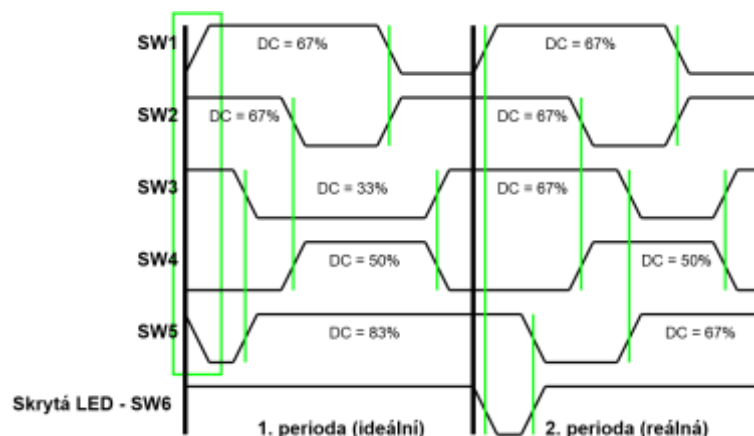 SW1 DC = 67% DC = 67%
SW2 DC = 67% DC = 67%
SW3 DC = 33% DC = 67%
SW4 DC = 50% DC = 50%
SW5 DC = 83% DC = 67%
Skrytá LED - SW6
1. perioda (ideální) 2. perioda (reálná)